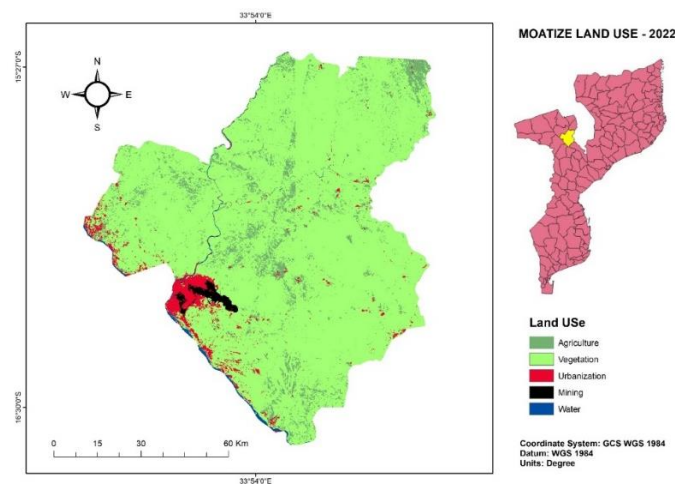 33°54'0"E
MOATIZE LAND USE - 2022
15°27'0"S
N
W
E
S
16°30'0"S
Land USe
Agriculture
Vegetation
Urbanization
Mining
Water
0 15 30 60 Km
33°54'0"E
Coordinate System: GCS WGS 1984
Datum: WGS 1984
Units: Degree